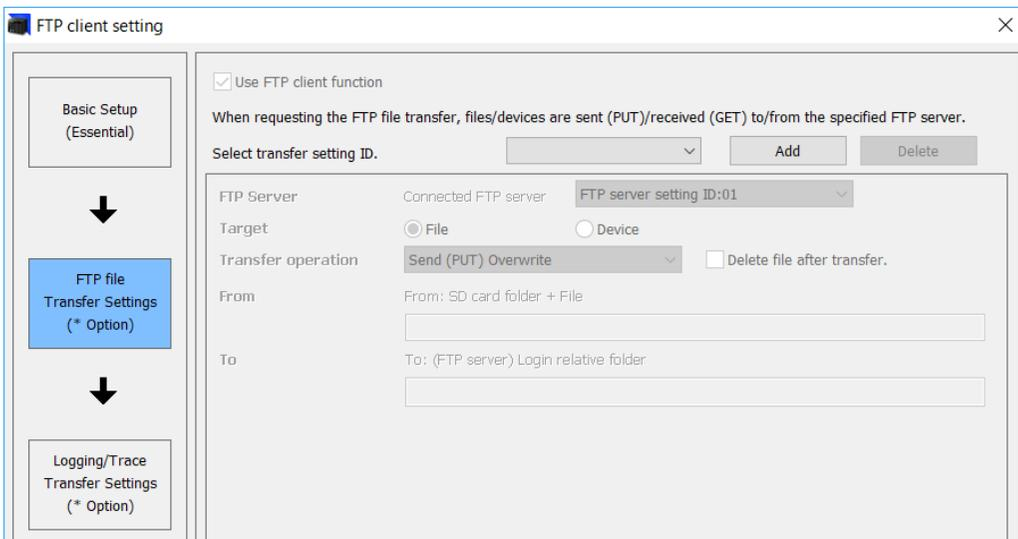 FTP client setting
Basic Setup
(Essential)
FTP file
Transfer Settings
(* Option)
Logging/Trace
Transfer Settings
(* Option)
Use FTP client function
When requesting the FTP file transfer, files/devices are sent (PUT)/received (GET) to/from the specified FTP server.
Select transfer setting ID.
Add
Delete
FTP Server
Connected FTP server
FTP server setting ID:01
Target
File
Device
Transfer operation
Send (PUT) Overwrite
Delete file after transfer.
From
From: SD card folder + File
To
To: (FTP server) Login relative folder